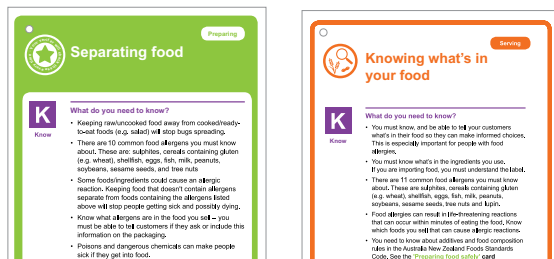 Preparing
Separating food
K
Know
What do you need to know?
• Keeping raw/uncooked food away from cooked/ready-
to-eat foods (e.g. salad) will stop bugs spreading.
• There are 10 common food allergens you must know
about. These are: sulphites, cereals containing gluten
(e.g. wheat), shellfish, eggs, fish, milk, peanuts,
soybeans, sesame seeds, and tree nuts
• Some foods/ingredients could cause an allergic
reaction. Keeping food that doesn't contain allergens
separate from foods containing the allergens listed
above will stop people getting sick and possibly dying.
• Know what allergens are in the food you sell – you
must be able to tell customers if they ask or include this
information on the packaging.
• Poisons and dangerous chemicals can make people
sick if they get into food.
Serving
Knowing what's in
your food
K
Know
What do you need to know?
• You must know, and be able to tell your customers
what's in their food so they can make informed choices.
This is especially important for people with food
allergies.
• You must know what's in the ingredients you use.
If you are importing food, you must understand the label.
• There are 11 common food allergens you must know
about. These are sulphites, cereals containing gluten
(e.g. wheat), shellfish, eggs, fish, milk, peanuts,
soybeans, sesame seeds, tree nuts and lupin.
• Food allergies can result in life-threatening reactions
that can occur within minutes of eating the food. Know
which foods you sell that can cause allergic reactions.
• You need to know about additives and food composition
rules in the Australia New Zealand Food Standards
Code. See the 'Preparing food safely' card